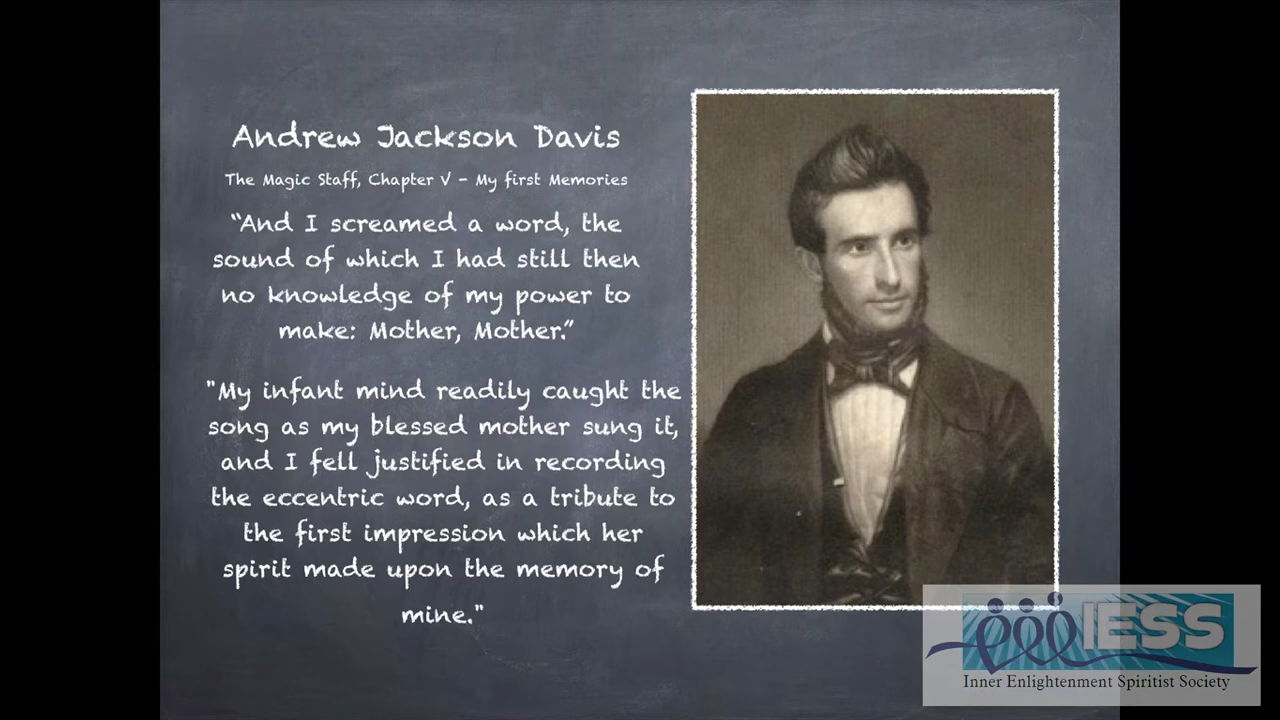 Andrew Jackson Davis
The Magic Staff, Chapter V - My first Memories
“And I screamed a word, the
sound of which I had still then
no knowledge of my power to
make: Mother, Mother.”
"My infant mind readily caught the
song as my blessed mother sung it,
and I fell justified in recording
the eccentric word, as a tribute to
the first impression which her
spirit made upon the memory of
mine."
IESS
Inner Enlightenment Spiritist Society